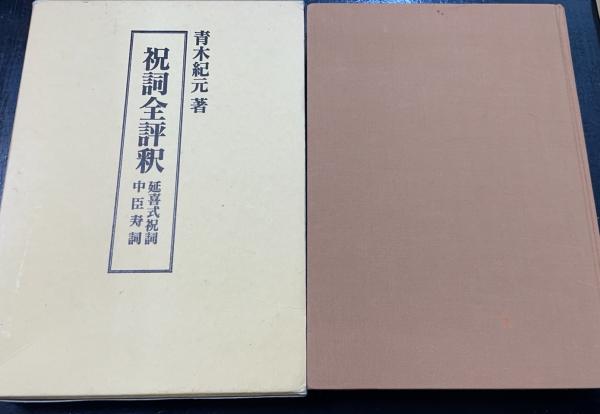 青木紀元 著
祝詞全評釈
延喜式祝詞
中臣寿詞